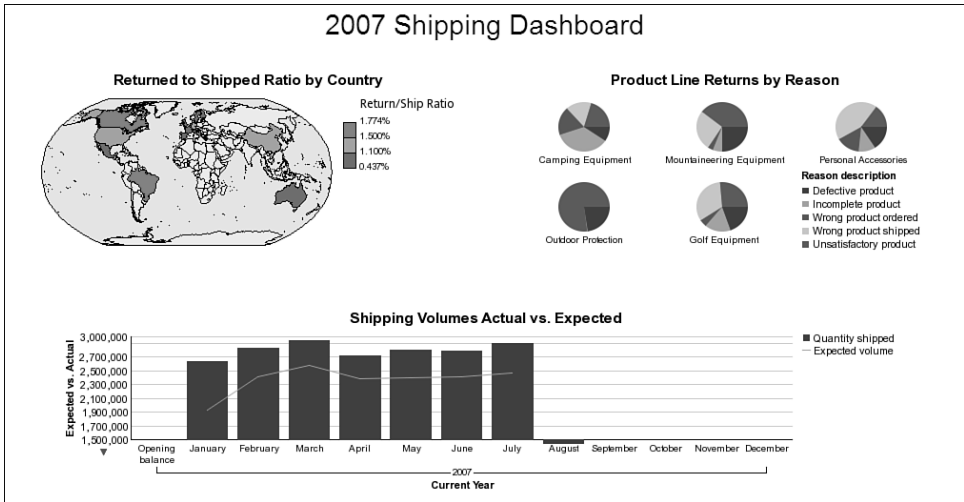 2007 Shipping Dashboard
Returned to Shipped Ratio by Country
Return/Ship Ratio
1.774%
1.500%
1.100%
0.437%
Product Line Returns by Reason
Camping Equipment
Mountaineering Equipment
Personal Accessories
Outdoor Protection
Golf Equipment
Reason description
Defective product
Incomplete product
Wrong product ordered
Wrong product shipped
Unsatisfactory product
Shipping Volumes Actual vs. Expected
Expected vs. Actual
3,000,000
2,700,000
2,500,000
2,300,000
2,100,000
1,900,000
1,700,000
1,500,000
Opening balance
January
February
March
April
May
June
July
August
September
October
November
December
2007
Current Year
Quantity shipped
Expected volume